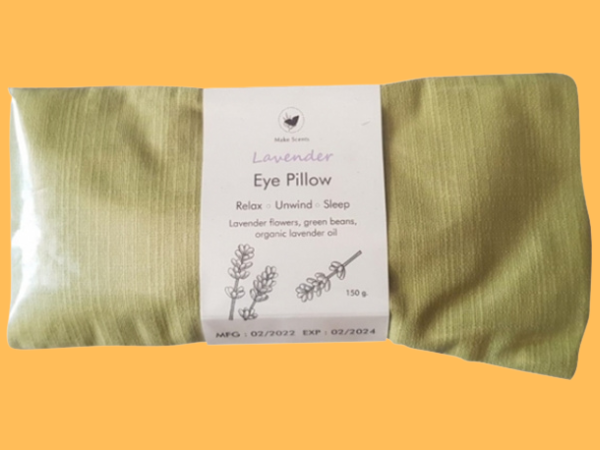 Make Scents
Lavender
Eye Pillow
Relax Unwind Sleep
Lavender flowers, green beans,
organic lavender oil
150 g.
MFG : 02/2022 EXP : 02/2024